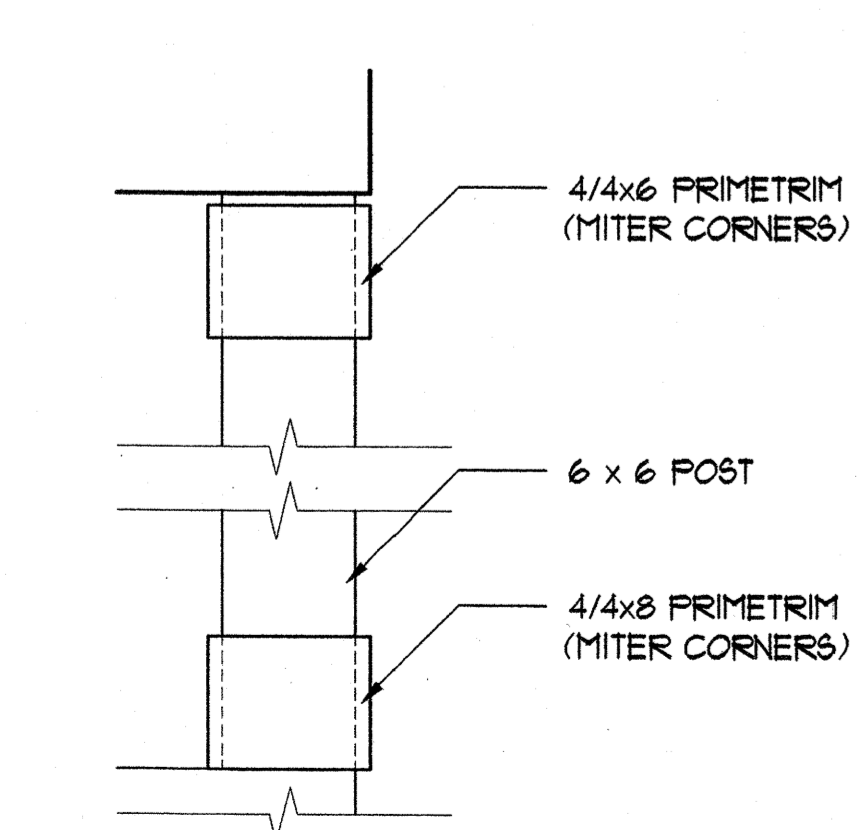 4/4x6 PRIMETRIM
(MITER CORNERS)
6 x 6 POST
4/4x8 PRIMETRIM
(MITER CORNERS)